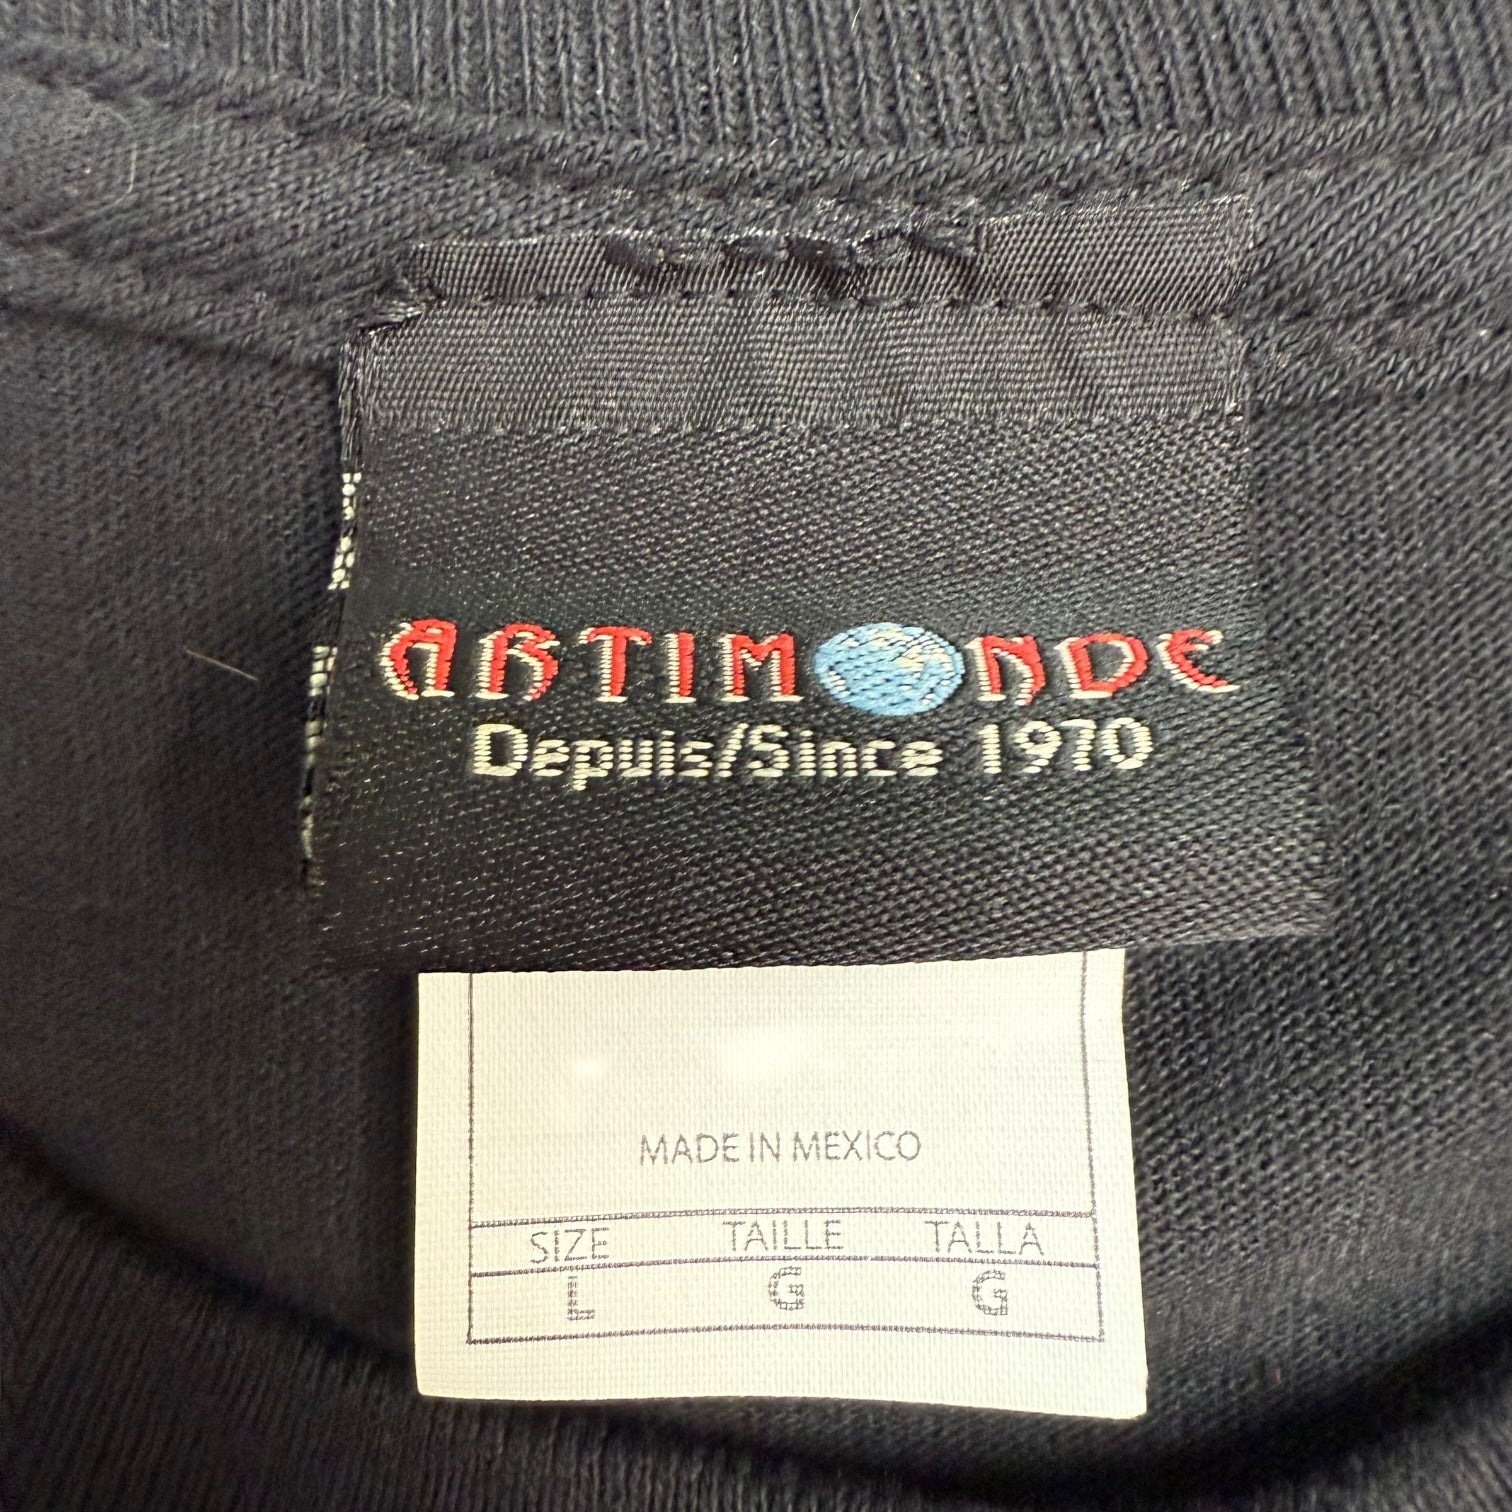 ARTIMONDE
Depuis/Since 1970
MADE IN MEXICO
SIZE TAILLE TALLA
L G G